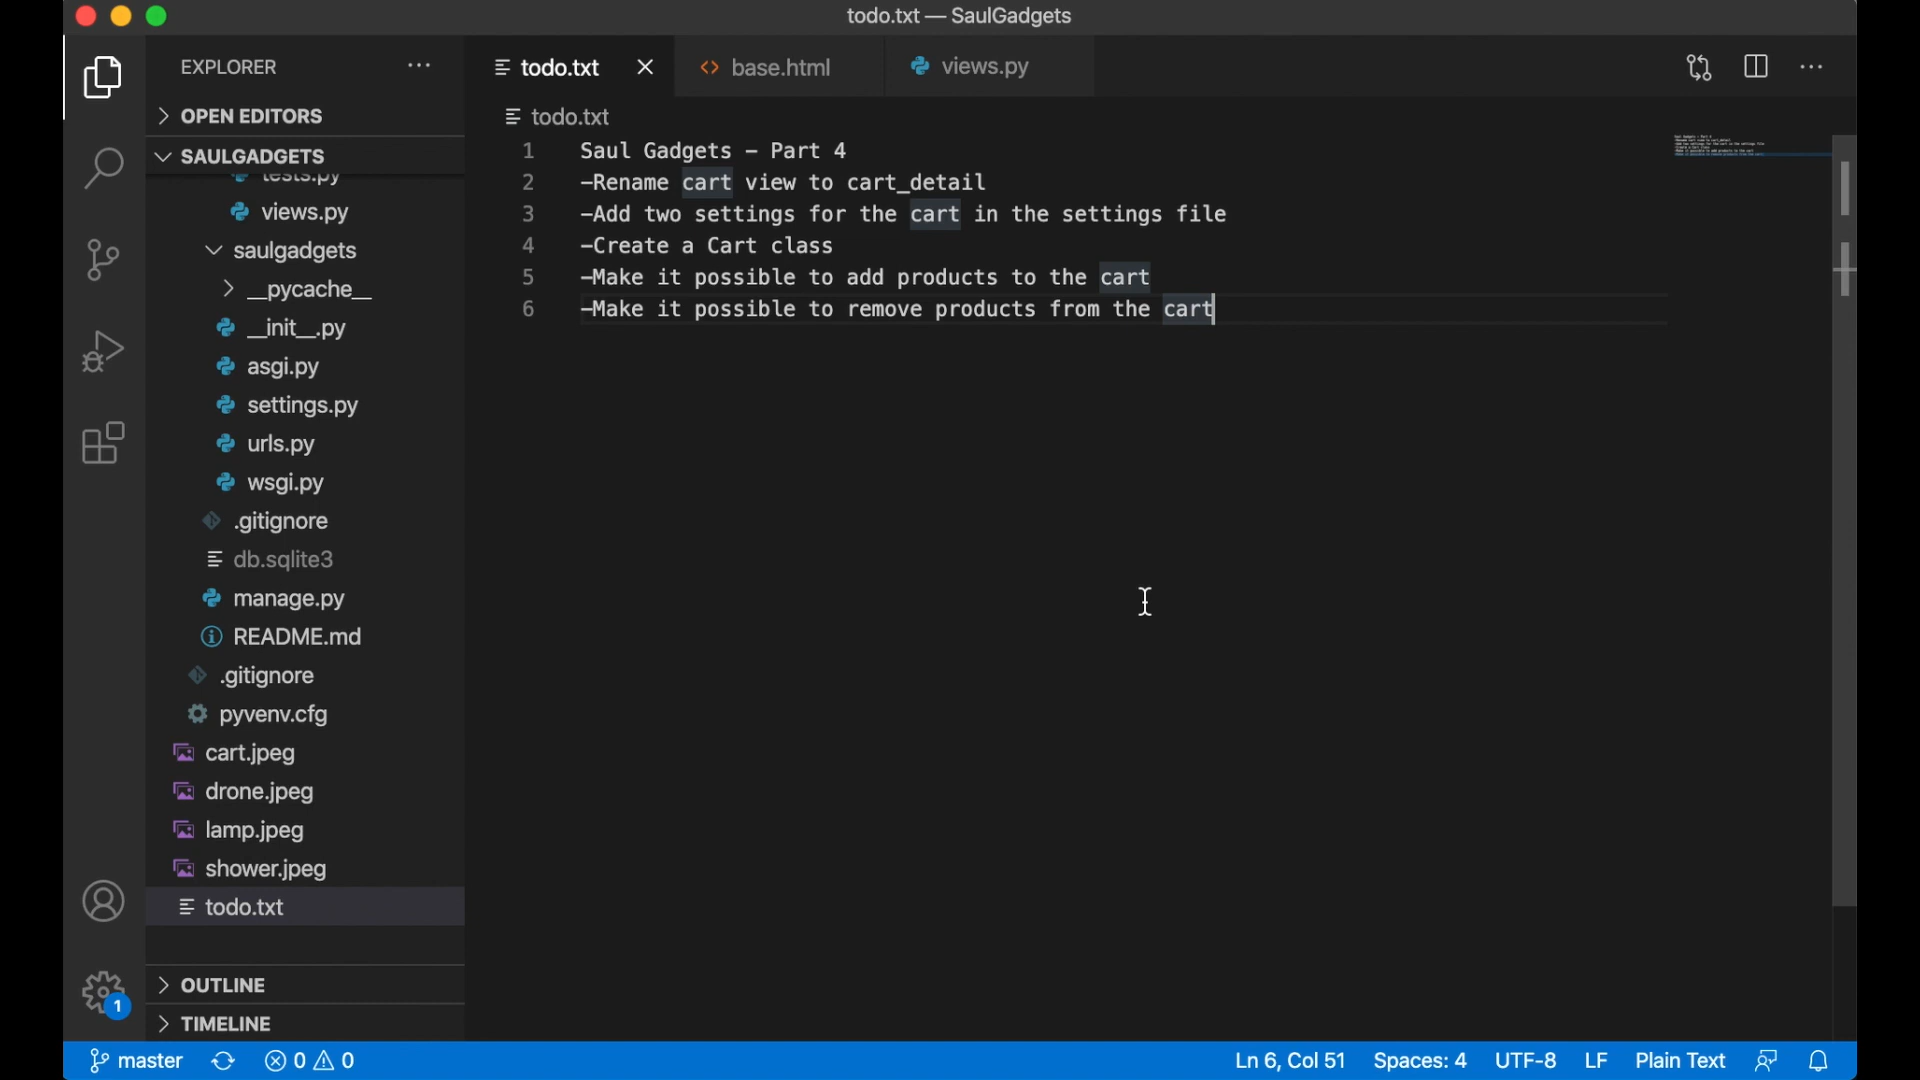 todo.txt — SaulGadgets
EXPLORER
todo.txt
base.html
views.py
OPEN EDITORS
SAULGADGETS
tests.py
views.py
saulgadgets
__pycache__
__init__.py
asgi.py
settings.py
urls.py
wsgi.py
.gitignore
db.sqlite3
manage.py
README.md
.gitignore
pyvenv.cfg
cart.jpeg
drone.jpeg
lamp.jpeg
shower.jpeg
todo.txt
OUTLINE
TIMELINE
1
todo.txt
1 Saul Gadgets - Part 4
2 -Rename cart view to cart_detail
3 -Add two settings for the cart in the settings file
4 -Create a Cart class
5 -Make it possible to add products to the cart
6 -Make it possible to remove products from the cart
master 0 0 Ln 6, Col 51 Spaces: 4 UTF-8 LF Plain Text